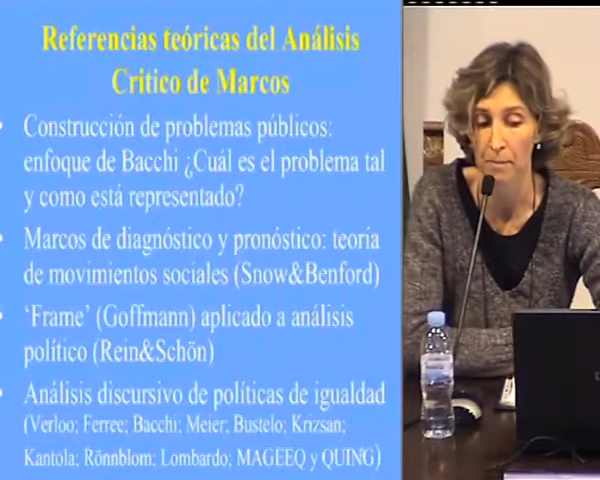 Referencias teóricas del Análisis
Crítico de Marcos
• Construcción de problemas públicos:
enfoque de Bacchi ¿Cuál es el problema tal
y como está representado?
• Marcos de diagnóstico y pronóstico: teoria
de movimientos sociales (Snow&Benford)
• ‘Frame’ (Goffmann) aplicado a análisis
político (Rein&Schön)
• Análisis discursivo de políticas de igualdad
(Verloo; Ferree; Bacchi; Meier; Bustelo; Krizsan;
Kantola; Rönnblom; Lombardo; MAGEEQ y QUING)